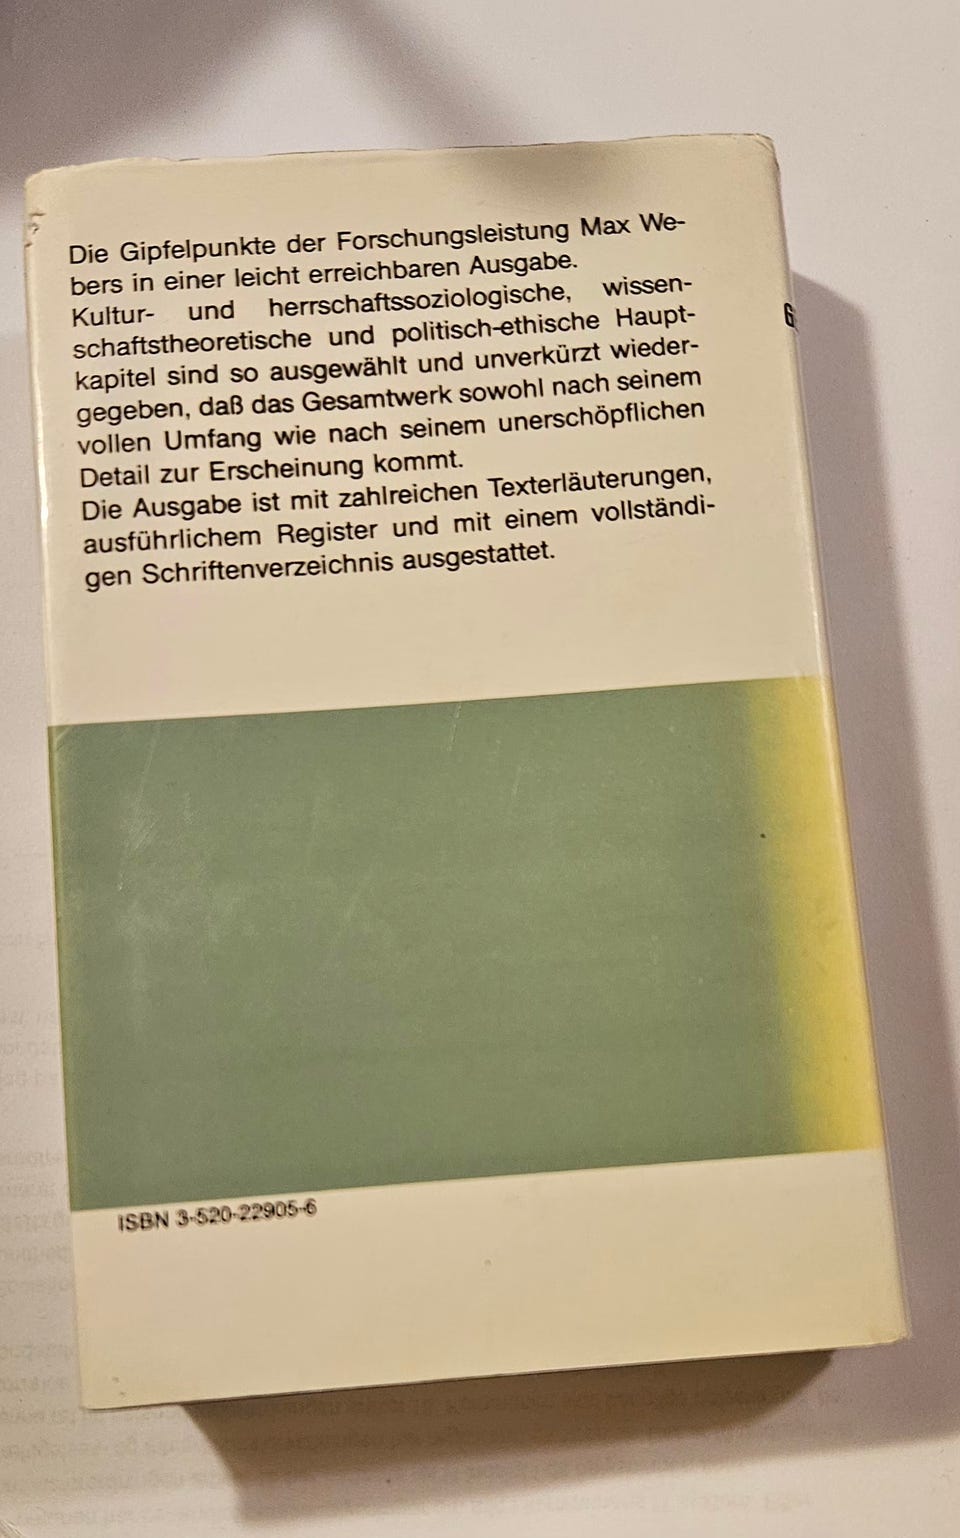 Die Gipfelpunkte der Forschungsleistung Max We-
bers in einer leicht erreichbaren Ausgabe.
Kultur- und herrschaftssoziologische, wissen-
schaftstheoretische und politisch-ethische Haupt-
kapitel sind so ausgewählt und unverkürzt wieder-
gegeben, daß das Gesamtwerk sowohl nach seinem
vollen Umfang wie nach seinem unerschöpflichen
Detail zur Erscheinung kommt.
Die Ausgabe ist mit zahlreichen Texterläuterungen,
ausführlichem Register und mit einem vollständi-
gen Schriftenverzeichnis ausgestattet.
ISBN 3-520-22905-6